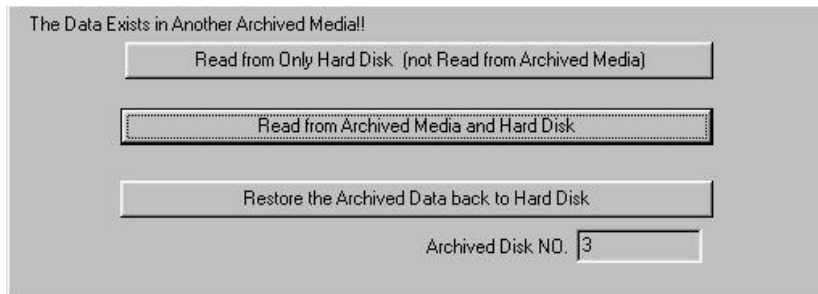 The Data Exists in Another Archived Media!!
Read from Only Hard Disk (not Read from Archived Media)
Read from Archived Media and Hard Disk
Restore the Archived Data back to Hard Disk
Archived Disk NO. 3